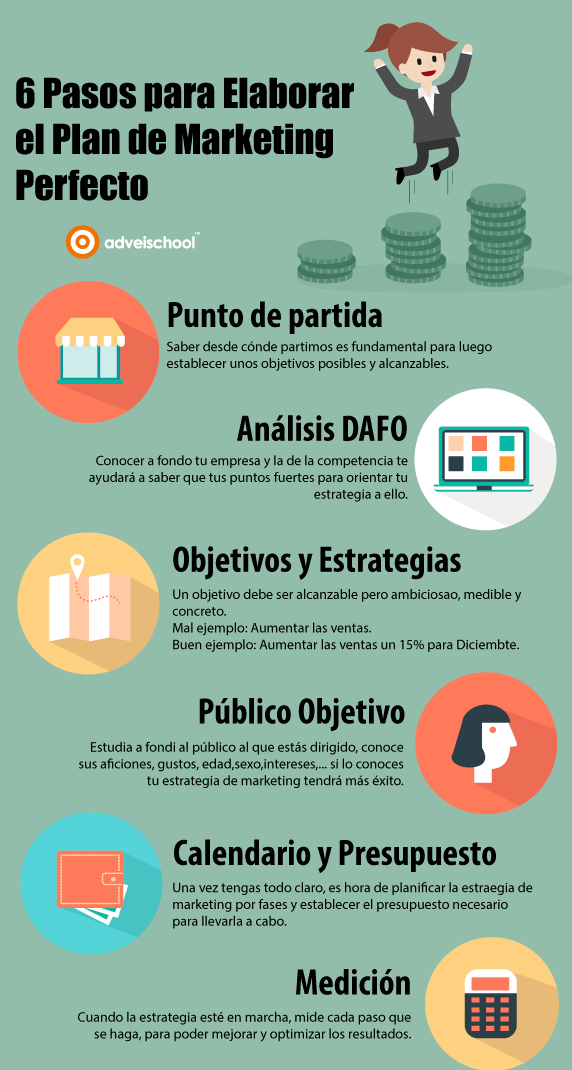 6 Pasos para Elaborar
el Plan de Marketing
Perfecto
adveischool™
Punto de partida
Saber desde cónde partimos es fundamental para luego
establecer unos objetivos posibles y alcanzables.
Análisis DAFO
Conocer a fondo tu empresa y la de la competencia te
ayudará a saber que tus puntos fuertes para orientar tu
estrategia a ello.
Objetivos y Estrategias
Un objetivo debe ser alcanzable pero ambiciosao, medible y
concreto.
Mal ejemplo: Aumentar las ventas.
Buen ejemplo: Aumentar las ventas un 15% para Diciembte.
Público Objetivo
Estudia a fondi al público al que estás dirigido, conoce
sus aficiones, gustos, edad,sexo,intereses,... si lo conoces
tu estrategia de marketing tendrá más éxito.
Calendario y Presupuesto
Una vez tengas todo claro, es hora de planificar la estraegia de
marketing por fases y establecer el presupuesto necesario
para llevarla a cabo.
Medición
Cuando la estrategia esté en marcha, mide cada paso que
se haga, para poder mejorar y optimizar los resultados.